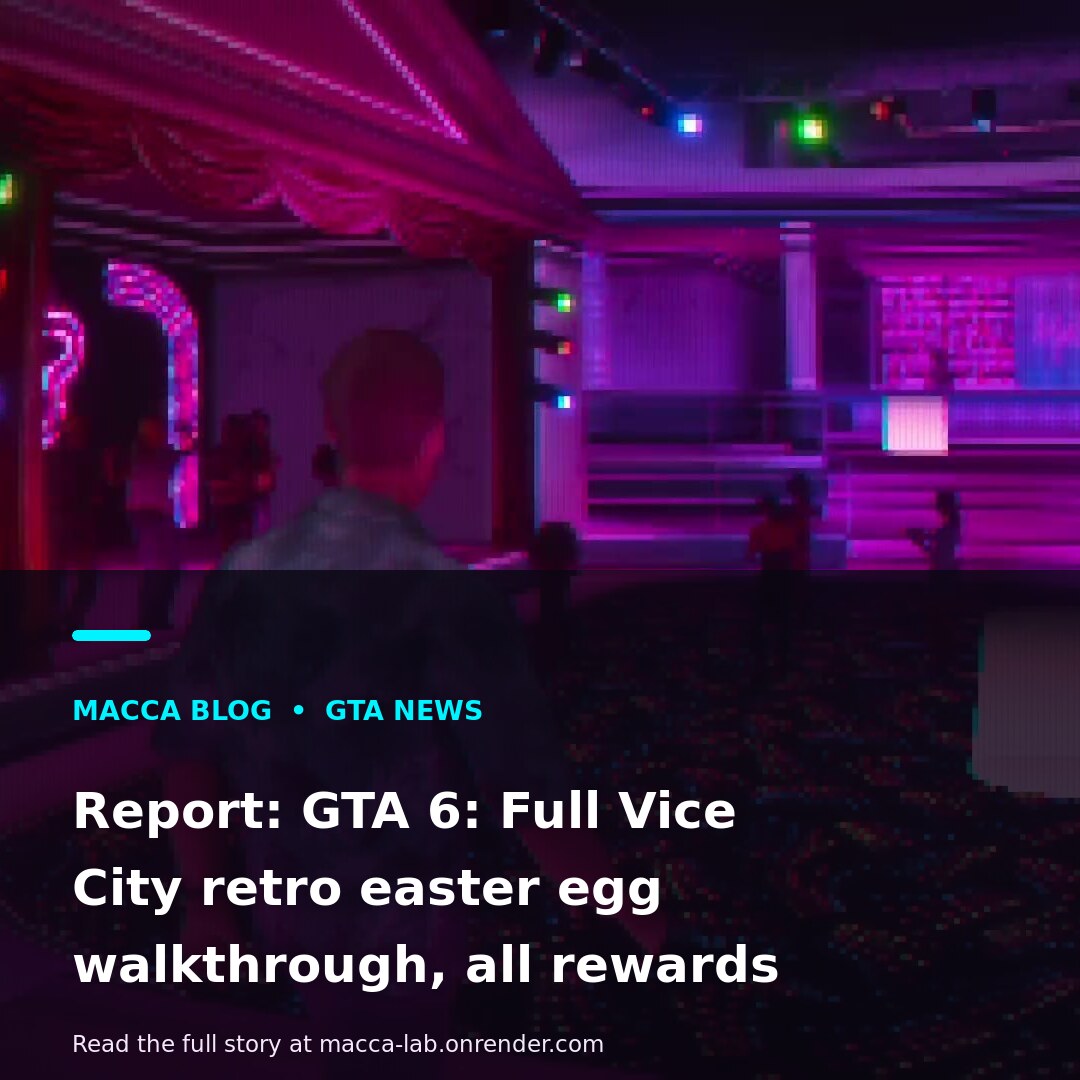 MACCA BLOG • GTA NEWS
Report: GTA 6: Full Vice
City retro easter egg
walkthrough, all rewards
Read the full story at macca-lab.onrender.com